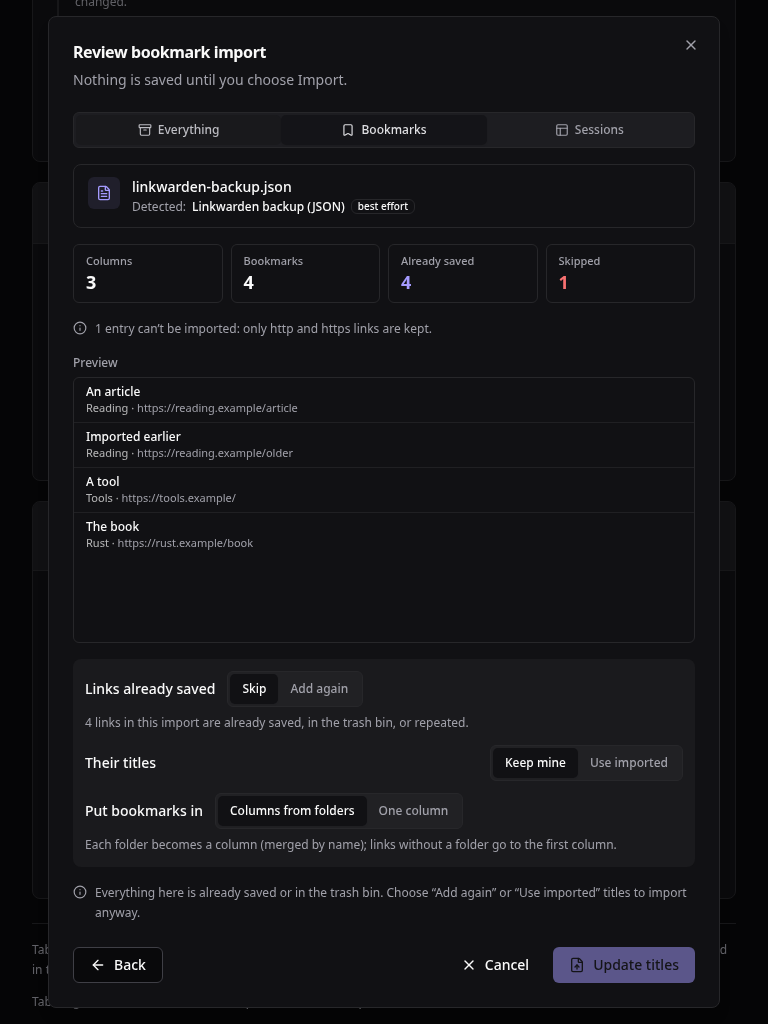 changed.
Review bookmark import
Nothing is saved until you choose Import.
Everything
Bookmarks
Sessions
linkwarden-backup.json
Detected: Linkwarden backup (JSON) best effort
Columns
3
Bookmarks
4
Already saved
4
Skipped
1
1 entry can’t be imported: only http and https links are kept.
Preview
An article
Reading · https://reading.example/article
Imported earlier
Reading · https://reading.example/older
A tool
Tools · https://tools.example/
The book
Rust · https://rust.example/book
Links already saved Skip Add again
4 links in this import are already saved, in the trash bin, or repeated.
Their titles Keep mine Use imported
Put bookmarks in Columns from folders One column
Each folder becomes a column (merged by name); links without a folder go to the first column.
Everything here is already saved or in the trash bin. Choose “Add again” or “Use imported” titles to import
anyway.
Back
Cancel
Update titles